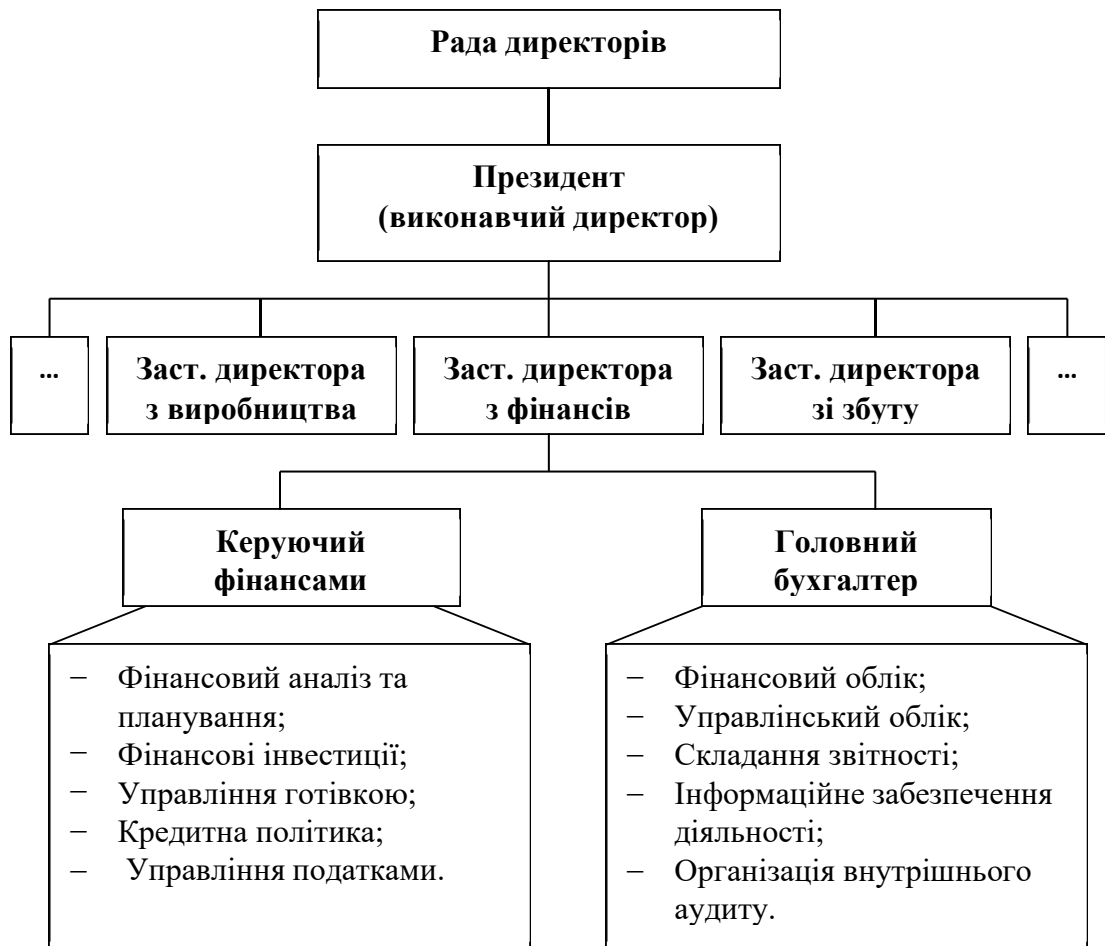 Рада директорів
Президент
(виконавчий директор)
...
Заст. директора
з виробництва
Заст. директора
з фінансів
Заст. директора
зі збуту
...
Керуючий
фінансами
Головний
бухгалтер
− Фінансовий аналіз та
планування;
− Фінансові інвестиції;
− Управління готівкою;
− Кредитна політика;
− Управління податками.
− Фінансовий облік;
− Управлінський облік;
− Складання звітності;
− Інформаційне забезпечення
діяльності;
− Організація внутрішнього
аудиту.